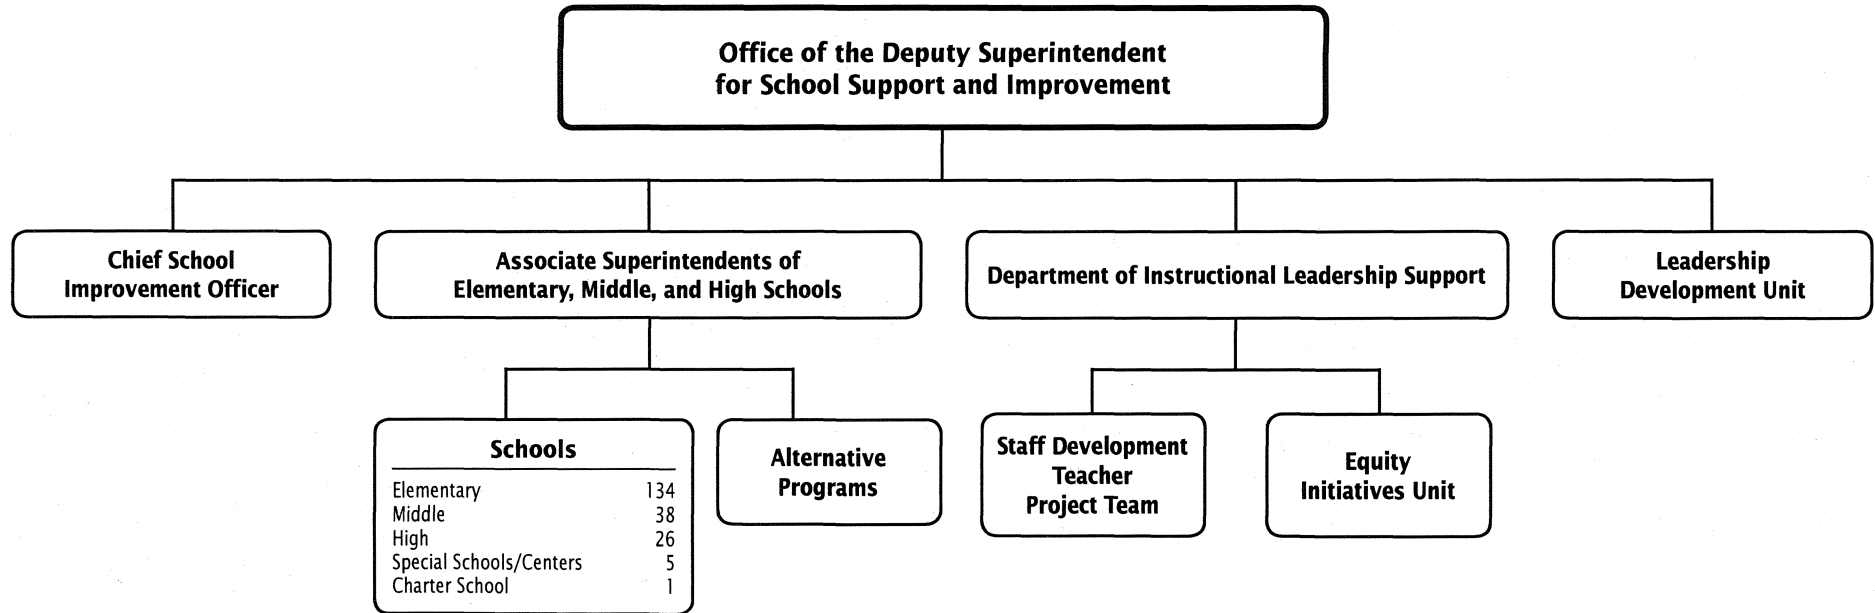 Office of the Deputy Superintendent
for School Support and Improvement
Chief School
Improvement Officer
Associate Superintendents of
Elementary, Middle, and High Schools
Department of Instructional Leadership Support
Leadership
Development Unit
Schools
Elementary 134
Middle 38
High 26
Special Schools/Centers 5
Charter School 1
Alternative
Programs
Staff Development
Teacher
Project Team
Equity
Initiatives Unit